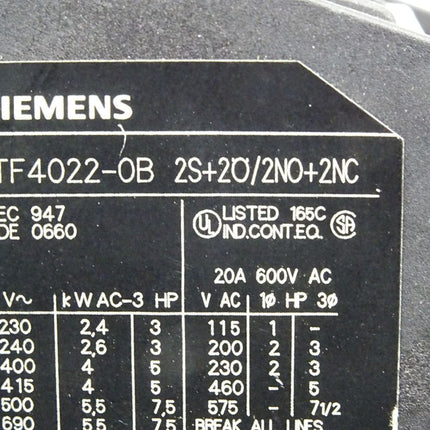 IEMENS
TF4022-0B 2S+2Ö/2NO+2NC
EC 947
DE 0660
UL LISTED 165C
IND.CONT.EQ. SA
20A 600V AC
V~ kW AC-3 HP V AC 1Ø HP 3Ø
230 2,4 3 115 1 -
240 2,6 3 200 2 3
400 4 5 230 2 3
415 4 5 460 - 5
500 5,5 7,5 575 - 7 1/2
690 5,5 7,5 BREAK ALL LINES